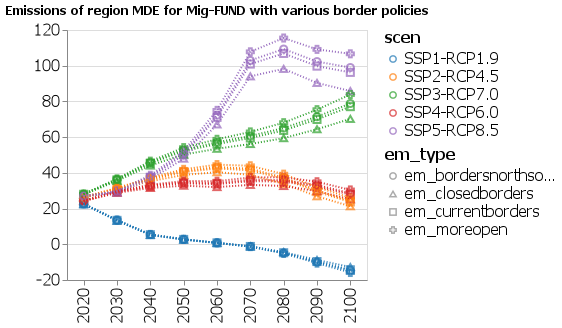 Emissions of region MDE for Mig-FUND with various border policies
120
100
80
60
40
20
0
-20
2020
2030
2040
2050
2060
2070
2080
2090
2100
scen
SSP1-RCP1.9
SSP2-RCP4.5
SSP3-RCP7.0
SSP4-RCP6.0
SSP5-RCP8.5
em_type
em_bordersnorthso...
em_closedborders
em_currentborders
em_moreopen